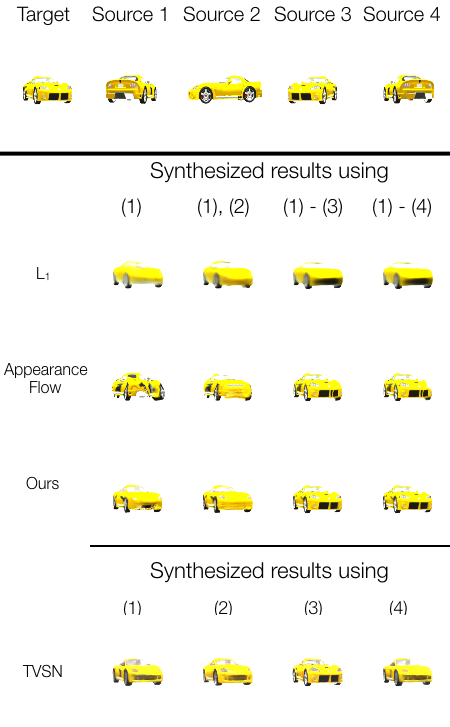 Target Source 1 Source 2 Source 3 Source 4
Synthesized results using
(1) (1), (2) (1) - (3) (1) - (4)
L₁
Appearance
Flow
Ours
Synthesized results using
(1) (2) (3) (4)
TVSN